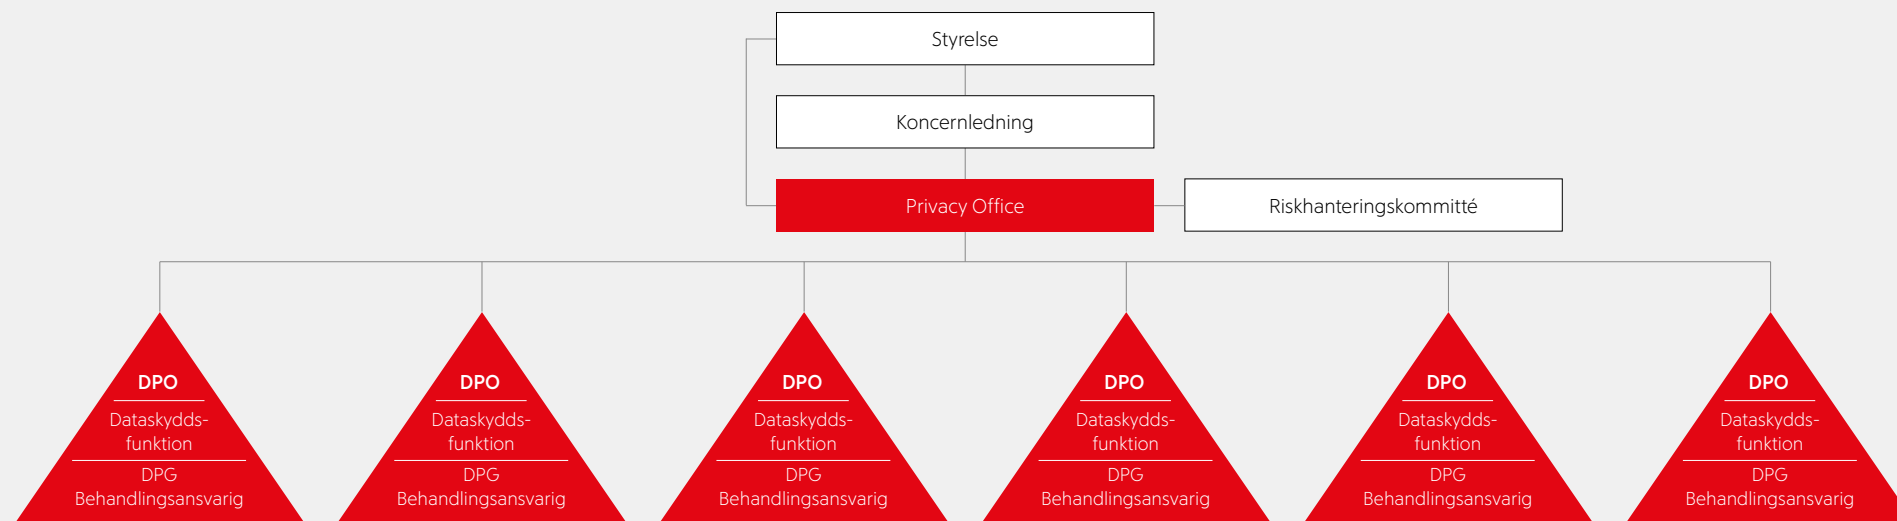 Styrelse
Koncernledning
Privacy Office
Riskhanteringskommitté
DPO
Dataskydds-
funktion
DPG
Behandlingsansvarig
DPO
Dataskydds-
funktion
DPG
Behandlingsansvarig
DPO
Dataskydds-
funktion
DPG
Behandlingsansvarig
DPO
Dataskydds-
funktion
DPG
Behandlingsansvarig
DPO
Dataskydds-
funktion
DPG
Behandlingsansvarig
DPO
Dataskydds-
funktion
DPG
Behandlingsansvarig